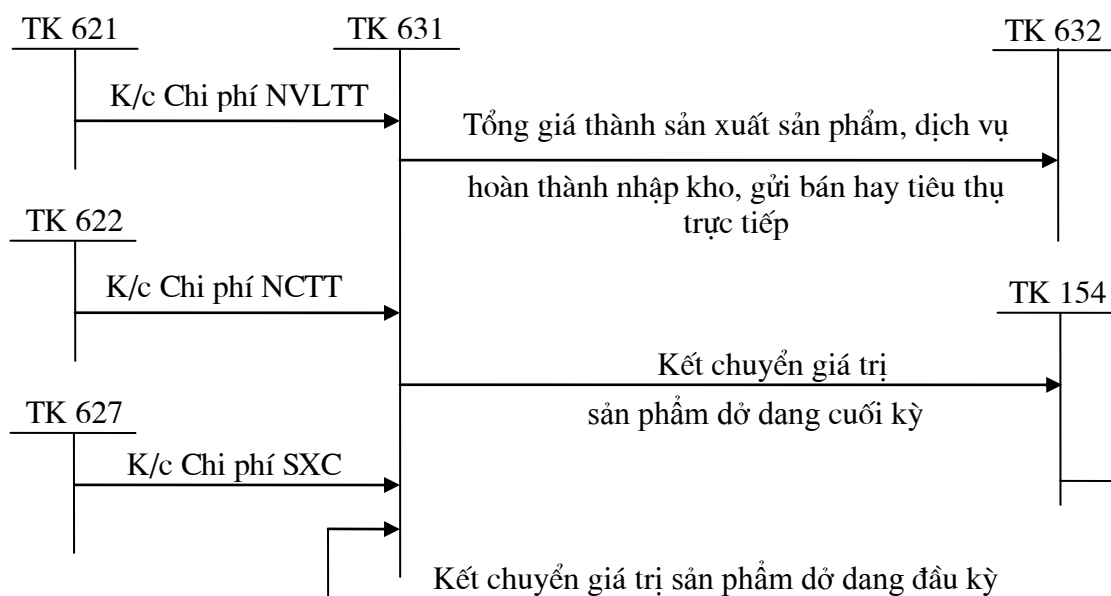 TK 621
TK 631
TK 632
K/c Chi phí NVLTT
Tổng giá thành sản xuất sản phẩm, dịch vụ
hoàn thành nhập kho, gửi bán hay tiêu thụ
trực tiếp
TK 622
K/c Chi phí NCTT
TK 154
Kết chuyển giá trị
sản phẩm dở dang cuối kỳ
TK 627
K/c Chi phí SXC
Kết chuyển giá trị sản phẩm dở dang đầu kỳ